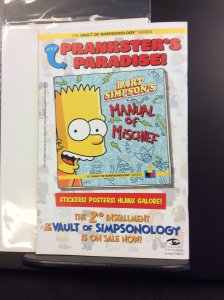 THE VAULT OF SIMPSONOLOGY SERIES
IT'S A
PRANKSTER'S
PARADISE!
BART
SIMPSON'S
MANUAL OF
MISCHIEF
STICKERS! POSTERS! HIJINX GALORE!
THE 2ND INSTALLMENT
OF THE VAULT OF SIMPSONOLOGY
IS ON SALE NOW!